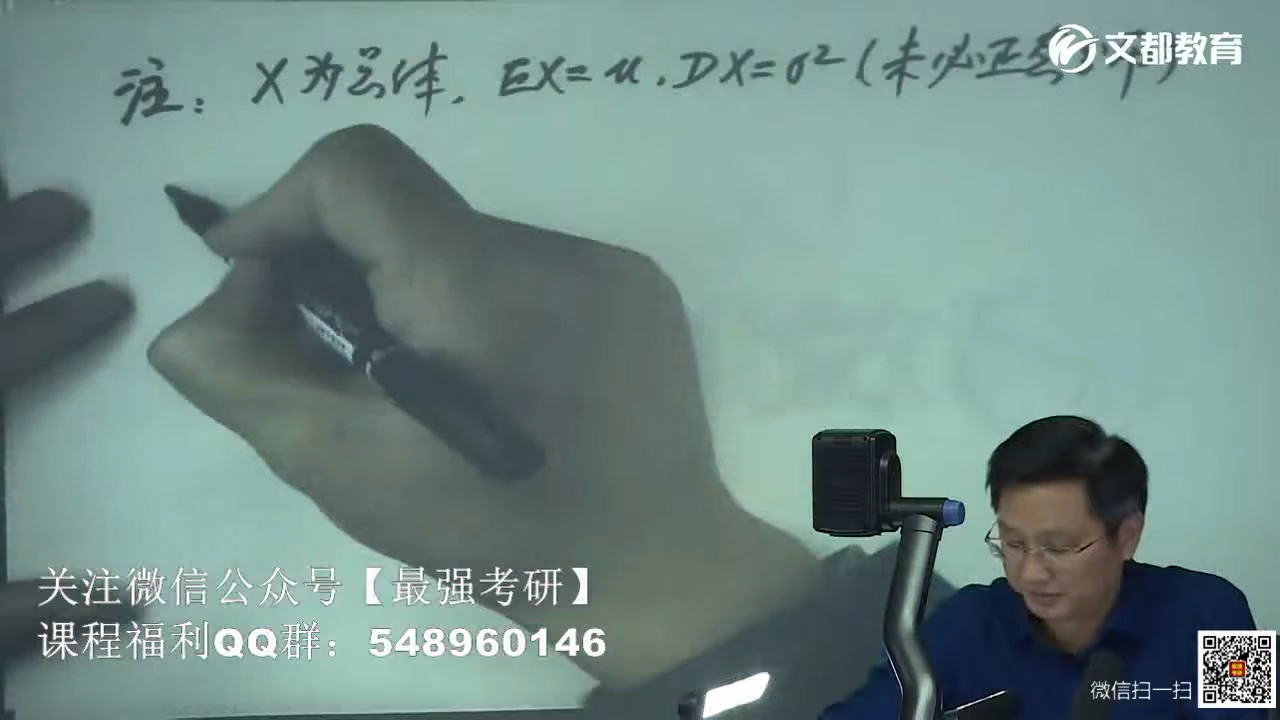 文都教育
注：X为总体，EX=μ，DX=σ²（未必正态
关注微信公众号【最强考研】
课程福利QQ群：548960146
微信扫一扫